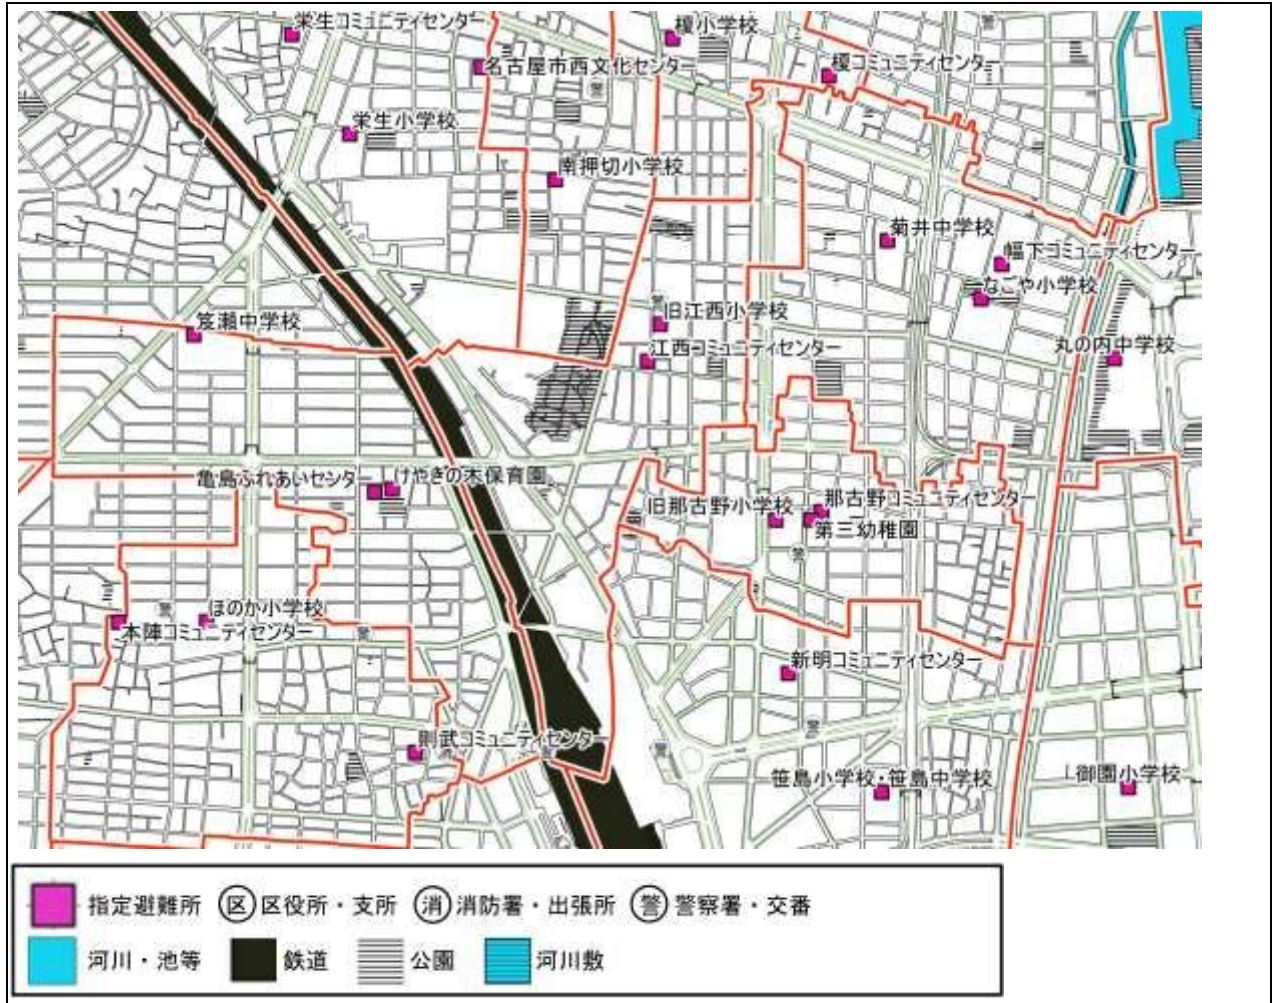 栄生コミュニティセンター
榎小学校
名古屋市西文化センター
榎コミュニティセンター
栄生小学校
南押切小学校
菊井中学校
幅下コミュニティセンター
なごや小学校
旧江西小学校
笈瀬中学校
江西コミュニティセンター
丸の内中学校
亀島ふれあいセンター
けやきの木保育園
旧那古野小学校
那古野コミュニティセンター
第三幼稚園
ほのか小学校
本陣コミュニティセンター
新明コミュニティセンター
則武コミュニティセンター
笹島小学校・笹島中学校
御園小学校
指定避難所 区 区役所・支所 消 消防署・出張所 警 警察署・交番
河川・池等 鉄道 公園 河川敷